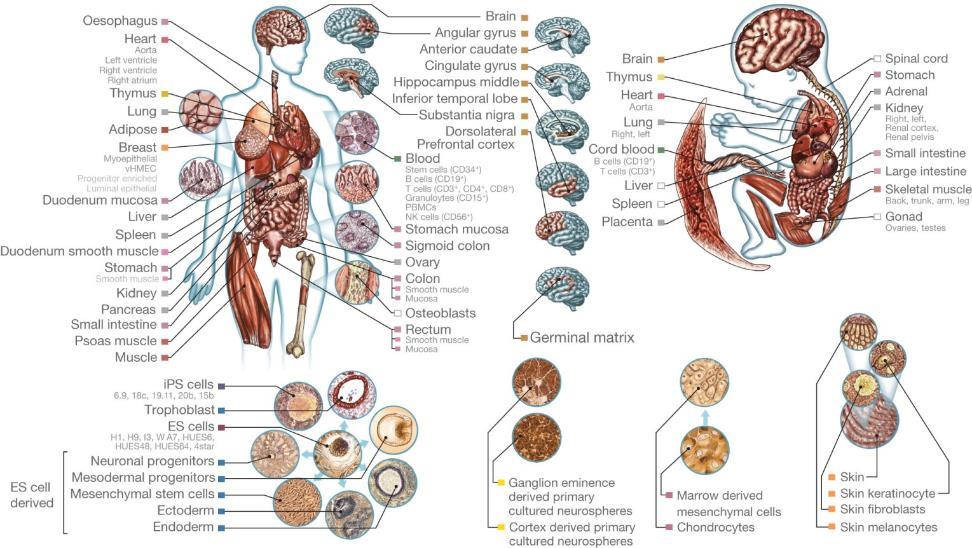 Oesophagus
Heart
Aorta
Left ventricle
Right ventricle
Right atrium
Thymus
Lung
Adipose
Breast
Myoepithelial
vHMEC
Progenitor enriched
Luminal epithelial
Duodenum mucosa
Liver
Spleen
Duodenum smooth muscle
Stomach
Smooth muscle
Kidney
Pancreas
Small intestine
Psoas muscle
Muscle
Brain
Angular gyrus
Anterior caudate
Cingulate gyrus
Hippocampus middle
Inferior temporal lobe
Substantia nigra
Dorsolateral
Prefrontal cortex
Blood
Stem cells (CD34⁺)
B cells (CD19⁺)
T cells (CD3⁺, CD4⁺, CD8⁺)
Granuloytes (CD15⁺)
PBMCs
NK cells (CD56⁺)
Stomach mucosa
Sigmoid colon
Ovary
Colon
Smooth muscle
Mucosa
Osteoblasts
Rectum
Smooth muscle
Mucosa
Germinal matrix
Brain
Thymus
Heart
Aorta
Lung
Right, left
Cord blood
B cells (CD19⁺)
T cells (CD3⁺)
Liver
Spleen
Placenta
Spinal cord
Stomach
Adrenal
Kidney
Right, left,
Renal cortex,
Renal pelvis
Small intestine
Large intestine
Skeletal muscle
Back, trunk, arm, leg
Gonad
Ovaries, testes
iPS cells
6.9, 18c, 19.11, 20b, 15b
Trophoblast
ES cells
H1, H9, I3, WA7, HUES6,
HUES48, HUES64, 4star
ES cell
derived
Neuronal progenitors
Mesodermal progenitors
Mesenchymal stem cells
Ectoderm
Endoderm
Ganglion eminence
derived primary
cultured neurospheres
Cortex derived primary
cultured neurospheres
Marrow derived
mesenchymal cells
Chondrocytes
Skin
Skin keratinocyte
Skin fibroblasts
Skin melanocytes